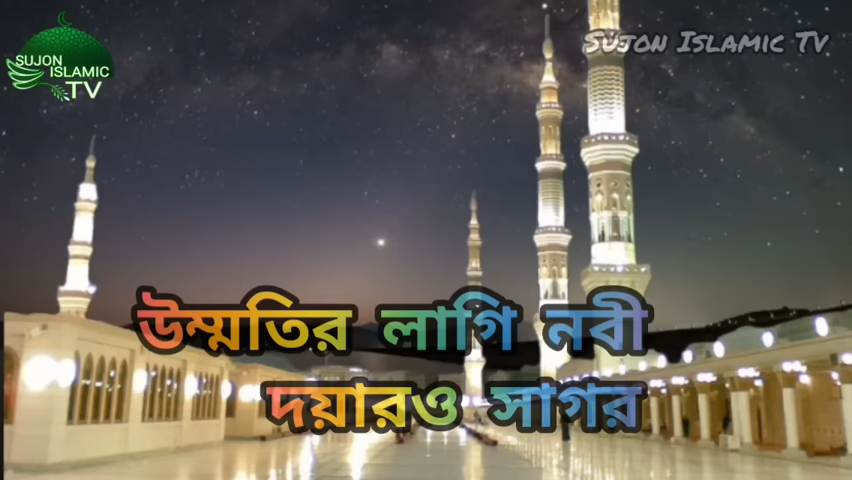 SUJON
ISLAMIC
TV
Sujon Islamic Tv
উম্মতির লাগি নবী
দয়ারও সাগর